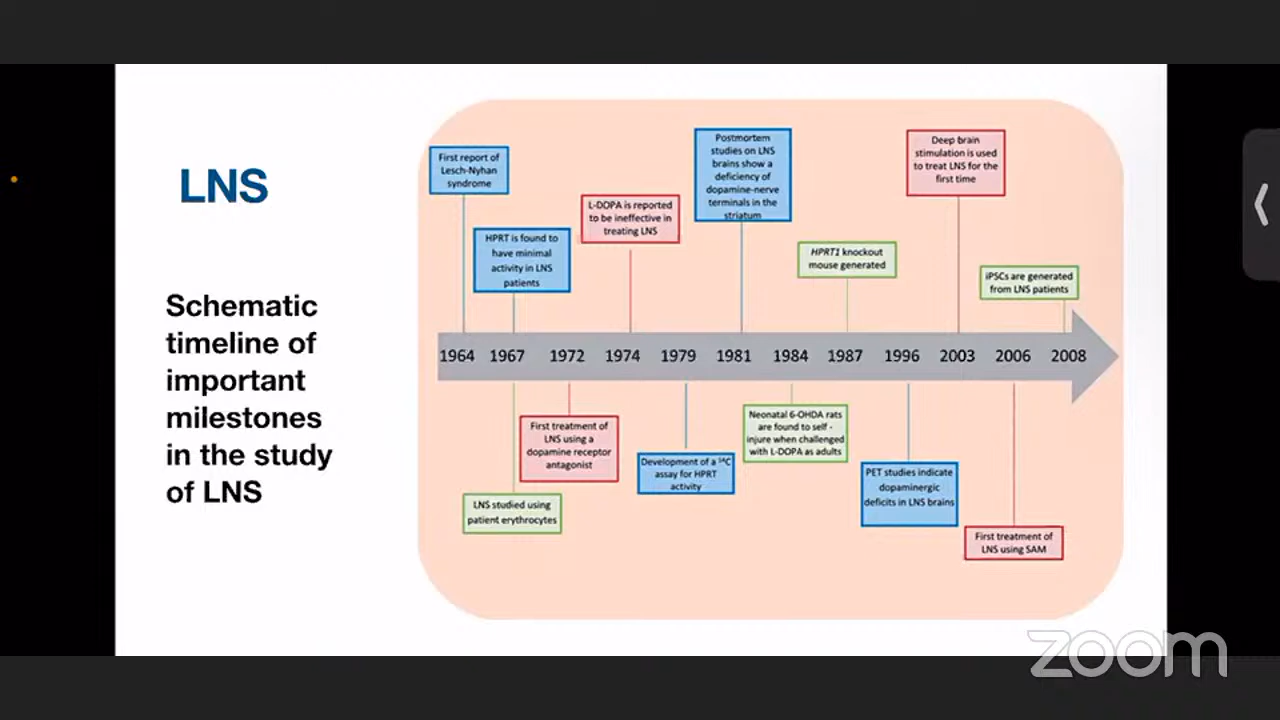 LNS
Schematic
timeline of
important
milestones
in the study
of LNS
First report of
Lesch-Nyhan
syndrome
HPRT is found to
have minimal
activity in LNS
patients
L-DOPA is reported
to be ineffective in
treating LNS
Postmortem
studies on LNS
brains show a
deficiency of
dopamine-nerve
terminals in the
striatum
HPRT1 knockout
mouse generated
Deep brain
stimulation is used
to treat LNS for the
first time
iPSCs are generated
from LNS patients
1964 1967 1972 1974 1979 1981 1984 1987 1996 2003 2006 2008
LNS studied using
patient erythrocytes
First treatment of
LNS using a
dopamine receptor
antagonist
Development of a ¹⁴C
assay for HPRT
activity
Neonatal 6-OHDA rats
are found to self -
injure when challenged
with L-DOPA as adults
PET studies indicate
dopaminergic
deficits in LNS brains
First treatment of
LNS using SAM
zoom